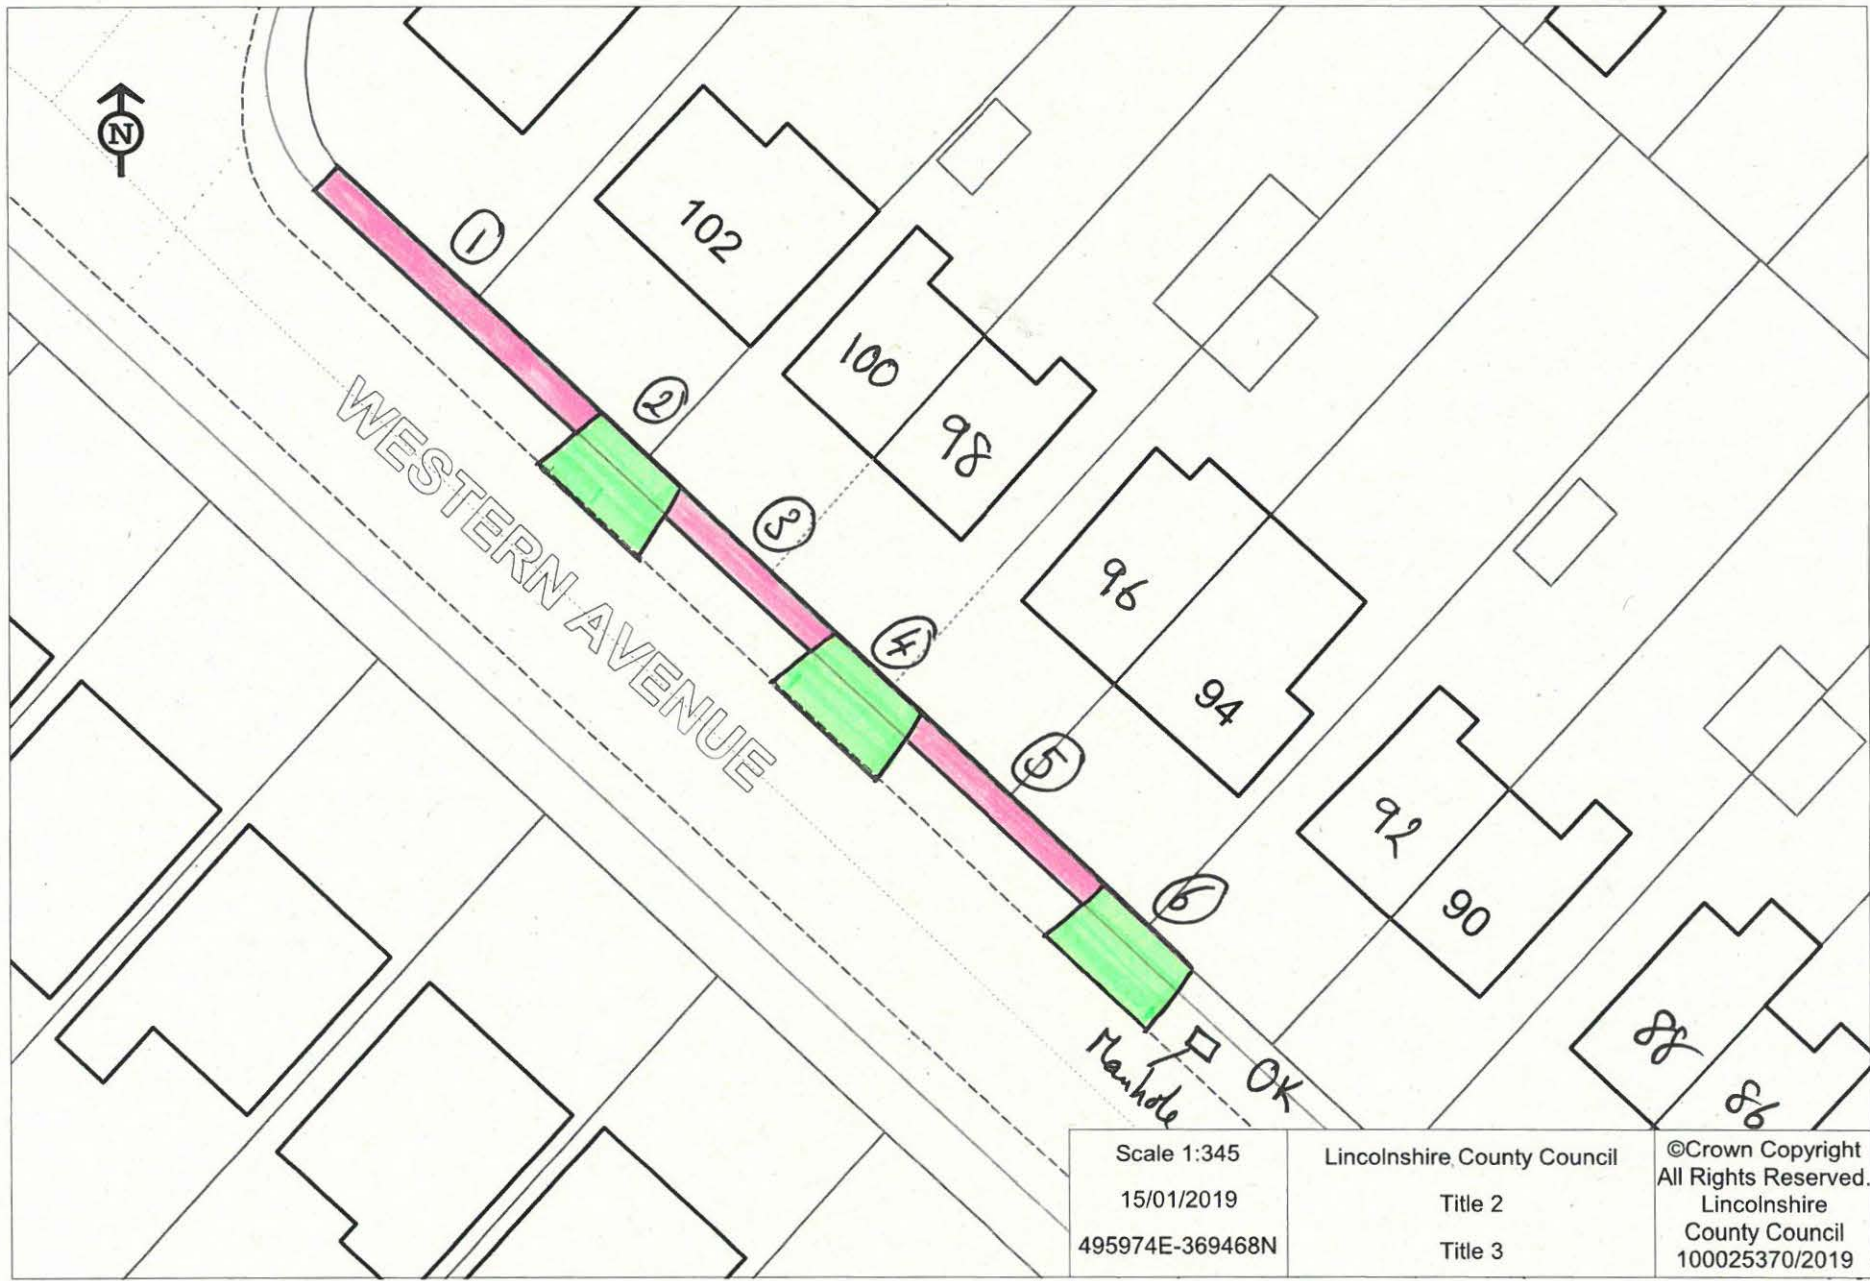 N
1
102
100
98
2
WESTERN AVENUE
3
96
4
94
5
92
90
6
88
86
Manhole
OK
Scale 1:345
15/01/2019
495974E-369468N
Lincolnshire County Council
Title 2
Title 3
©Crown Copyright
All Rights Reserved.
Lincolnshire
County Council
100025370/2019